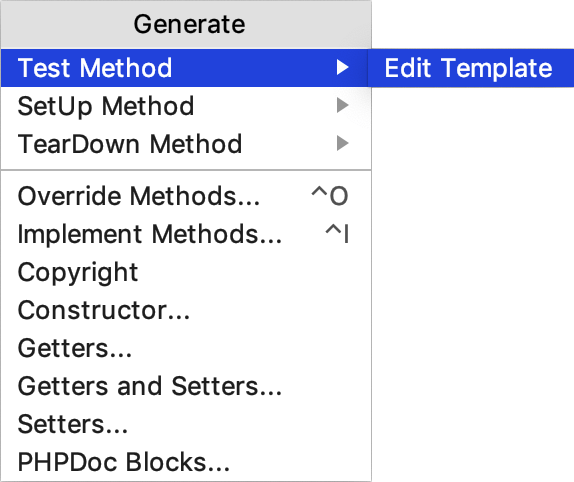 Generate
Test Method
Edit Template
SetUp Method
TearDown Method
Override Methods... ^O
Implement Methods... ^I
Copyright
Constructor...
Getters...
Getters and Setters...
Setters...
PHPDoc Blocks...